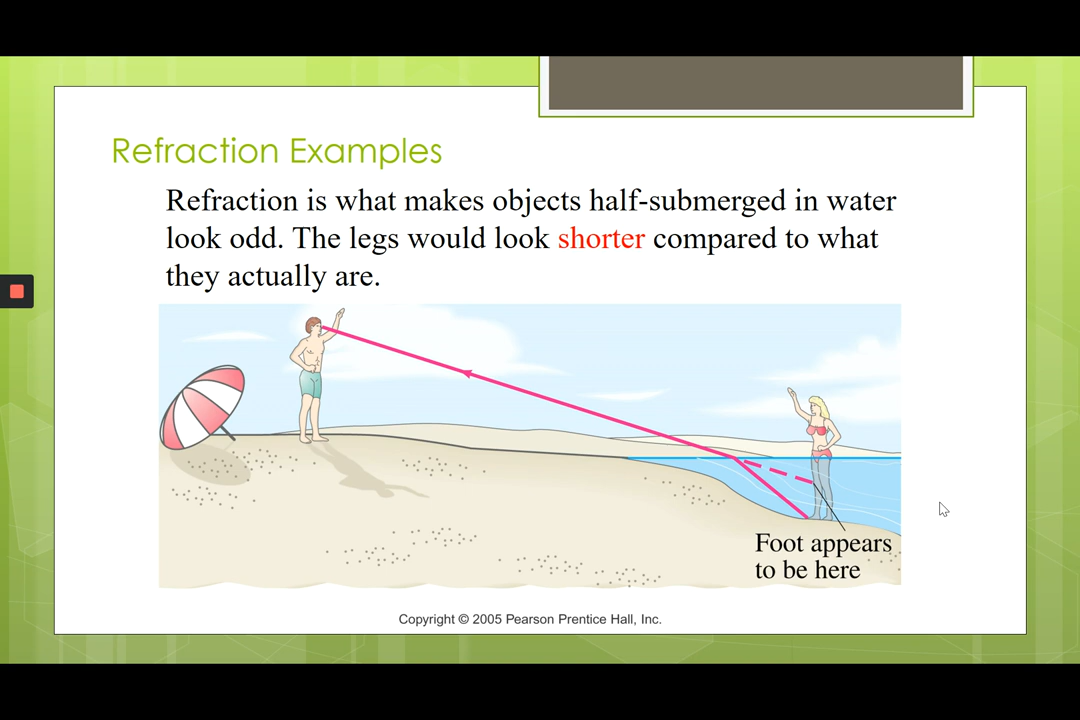 Refraction Examples
Refraction is what makes objects half-submerged in water
look odd. The legs would look shorter compared to what
they actually are.
Foot appears
to be here
Copyright © 2005 Pearson Prentice Hall, Inc.